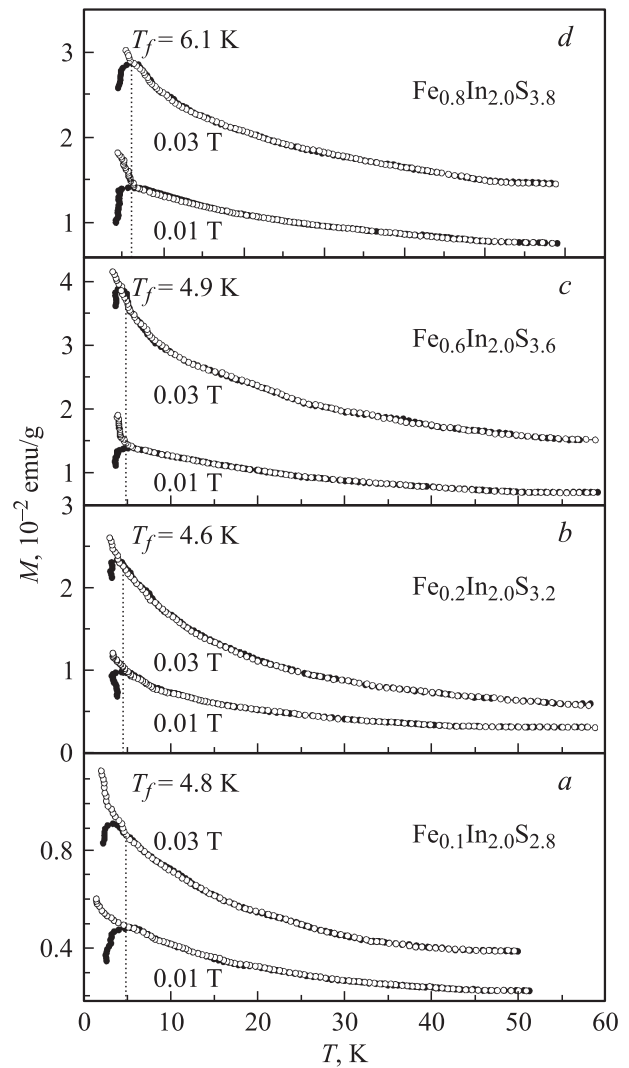 T_f = 6.1 K
d
Fe0.8In2.0S3.8
0.03 T
0.01 T
3
2
1
T_f = 4.9 K
c
Fe0.6In2.0S3.6
0.03 T
0.01 T
4
3
2
1
3
T_f = 4.6 K
b
Fe0.2In2.0S3.2
0.03 T
0.01 T
2
1
0
T_f = 4.8 K
a
Fe0.1In2.0S2.8
0.03 T
0.01 T
0.8
0.4
M, 10⁻² emu/g
0 10 20 30 40 50 60
T, K